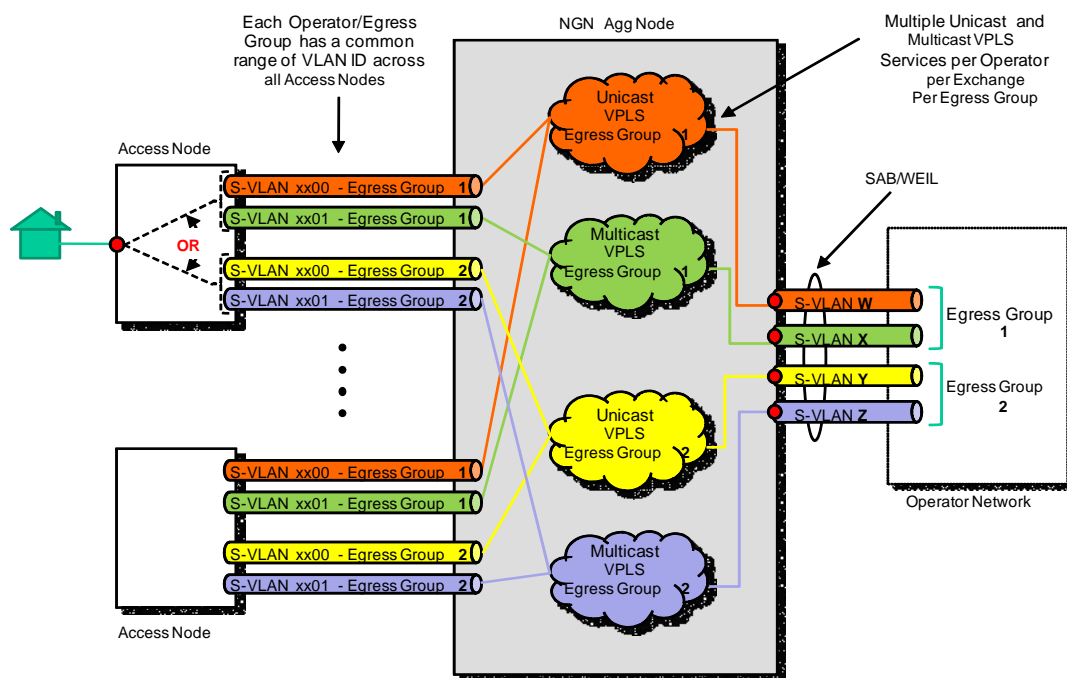 Each Operator/Egress
Group has a common
range of VLAN ID across
all Access Nodes
NGN Agg Node
Multiple Unicast and
Multicast VPLS
Services per Operator
per Exchange
Per Egress Group
Access Node
S-VLAN xx00 - Egress Group 1
S-VLAN xx01 - Egress Group 1
OR
S-VLAN xx00 - Egress Group 2
S-VLAN xx01 - Egress Group 2
Unicast
VPLS
Egress Group 1
Multicast
VPLS
Egress Group 1
SAB/WEIL
S-VLAN W
S-VLAN X
S-VLAN Y
S-VLAN Z
Egress Group
1
Egress Group
2
Operator Network
S-VLAN xx00 - Egress Group 1
S-VLAN xx01 - Egress Group 1
S-VLAN xx00 - Egress Group 2
S-VLAN xx01 - Egress Group 2
Access Node
Unicast
VPLS
Egress Group 2
Multicast
VPLS
Egress Group 2